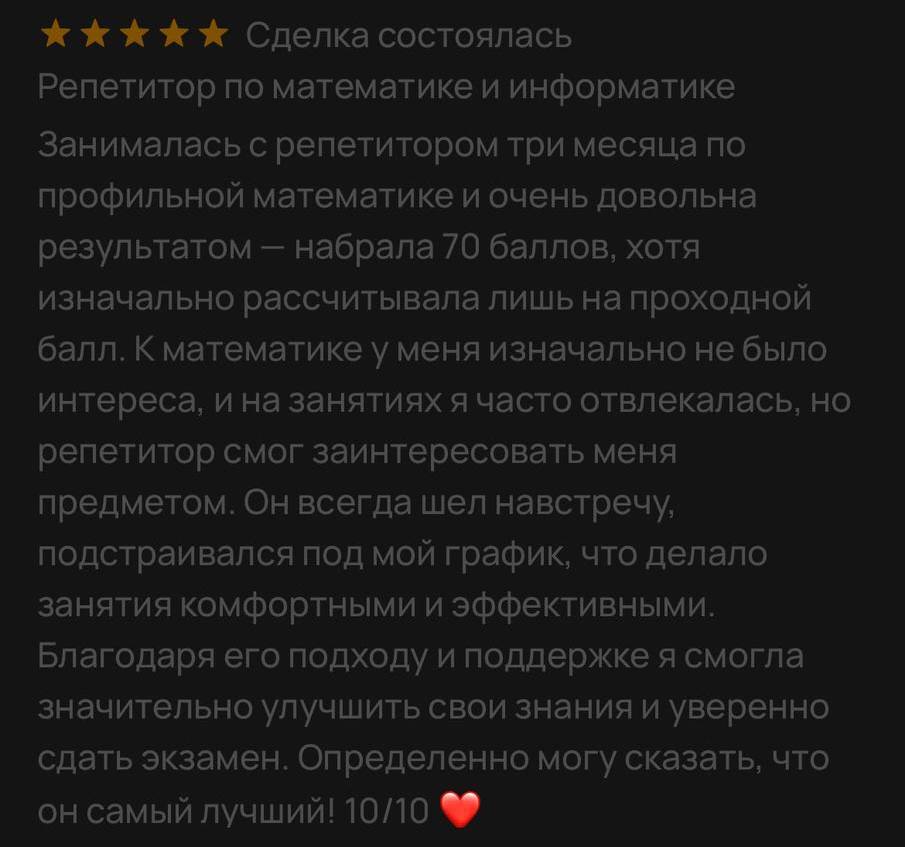 Сделка состоялась
Репетитор по математике и информатике
Занималась с репетитором три месяца по
профильной математике и очень довольна
результатом — набрала 70 баллов, хотя
изначально рассчитывала лишь на проходной
балл. К математике у меня изначально не было
интереса, и на занятиях я часто отвлекалась, но
репетитор смог заинтересовать меня
предметом. Он всегда шел навстречу,
подстраивался под мой график, что делало
занятия комфортными и эффективными.
Благодаря его подходу и поддержке я смогла
значительно улучшить свои знания и уверенно
сдать экзамен. Определенно могу сказать, что
он самый лучший! 10/10 ❤️